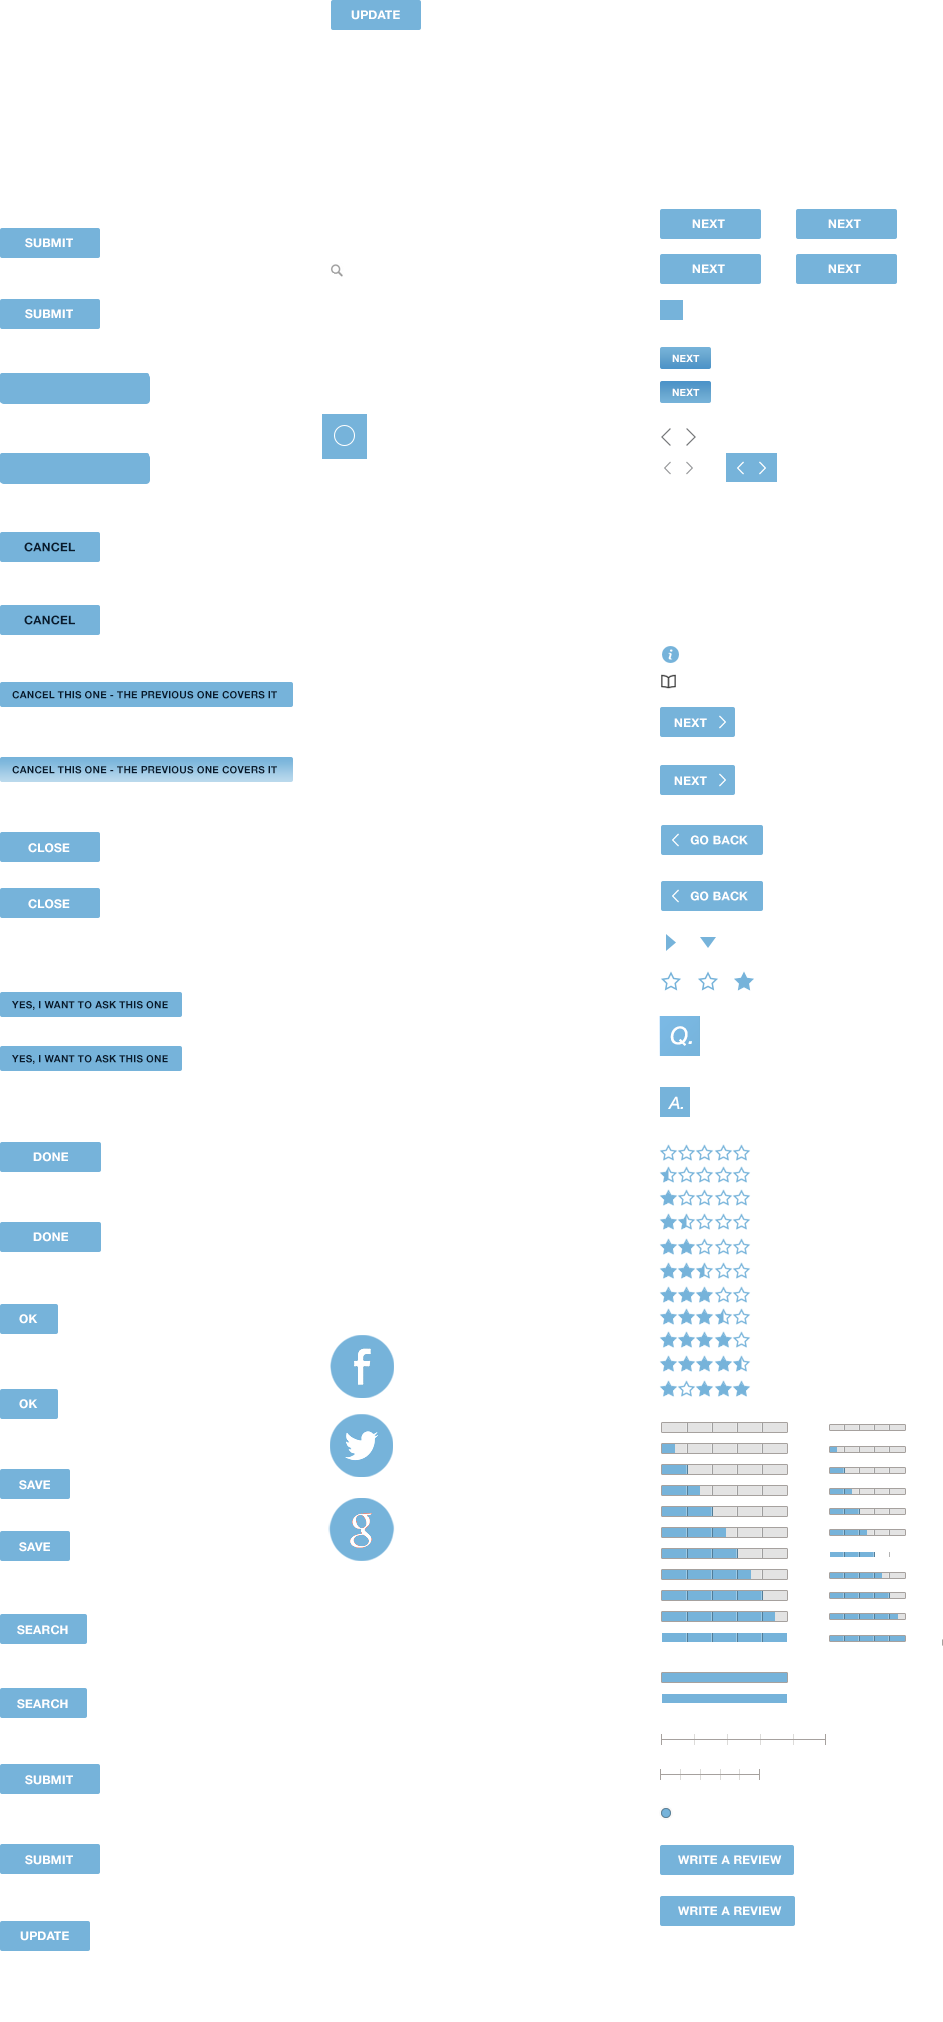 UPDATE
NEXT NEXT
SUBMIT
NEXT NEXT
SUBMIT
NEXT
NEXT
CANCEL
CANCEL
i
CANCEL THIS ONE - THE PREVIOUS ONE COVERS IT
NEXT
CANCEL THIS ONE - THE PREVIOUS ONE COVERS IT
NEXT
CLOSE
GO BACK
CLOSE
GO BACK
YES, I WANT TO ASK THIS ONE
Q.
YES, I WANT TO ASK THIS ONE
A.
DONE
DONE
OK
f
OK
SAVE
g
SAVE
SEARCH
SEARCH
SUBMIT
SUBMIT
WRITE A REVIEW
WRITE A REVIEW
UPDATE